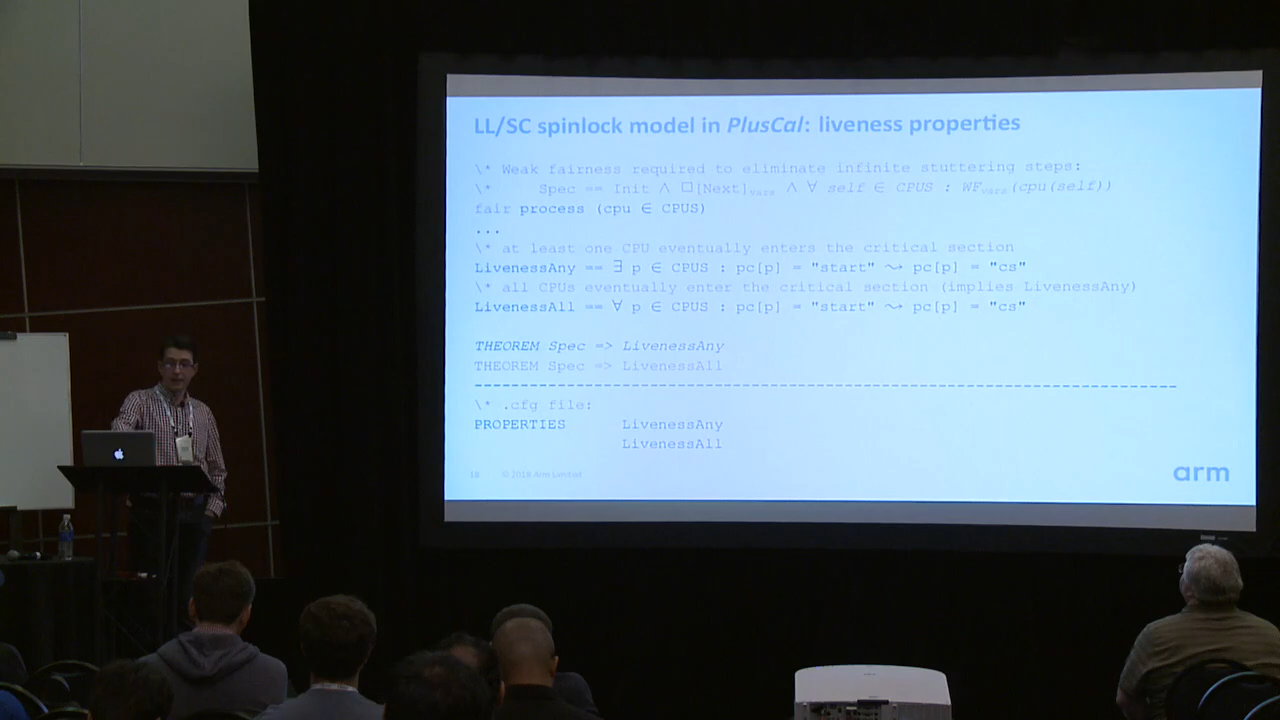 LL/SC spinlock model in PlusCal: liveness properties
\* Weak fairness required to eliminate infinite stuttering steps:
\* Spec == Init ∧ □[Next]vars ∧ ∀ self ∈ CPUS : WFvars(cpu(self))
fair process (cpu ∈ CPUS)
...
\* at least one CPU eventually enters the critical section
LivenessAny == ∃ p ∈ CPUS : pc[p] = "start" ⤳ pc[p] = "cs"
\* all CPUs eventually enter the critical section (implies LivenessAny)
LivenessAll == ∀ p ∈ CPUS : pc[p] = "start" ⤳ pc[p] = "cs"
THEOREM Spec => LivenessAny
THEOREM Spec => LivenessAll
\* .cfg file:
PROPERTIES LivenessAny
LivenessAll
18 © 2018 Arm Limited
arm